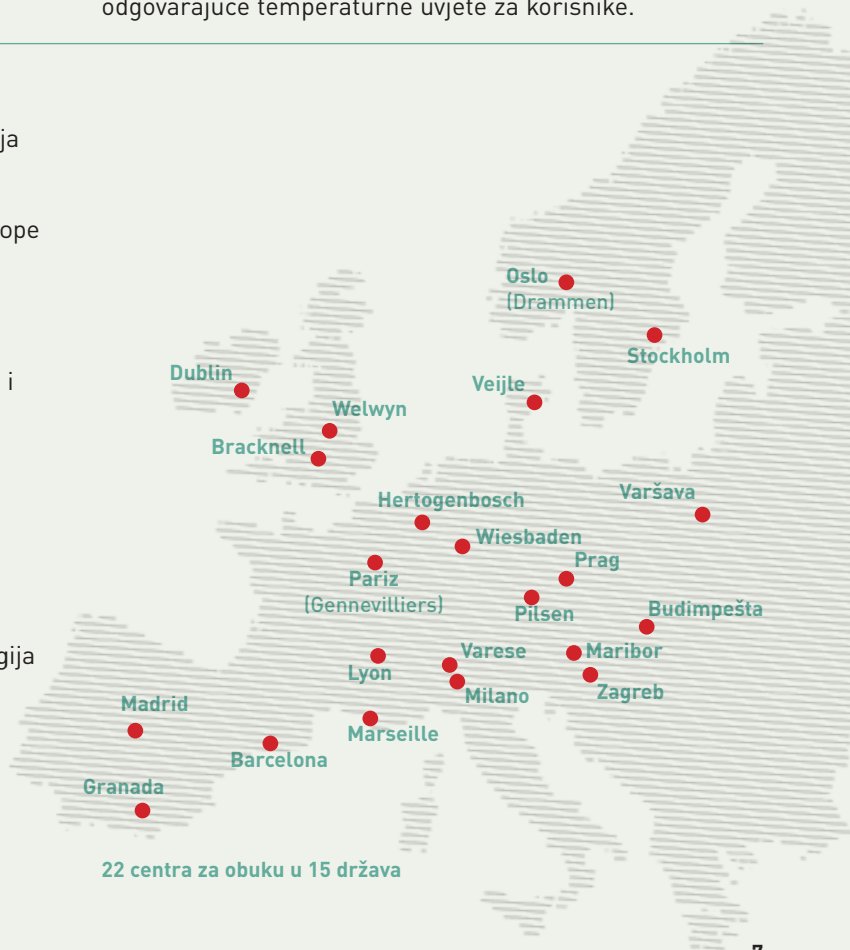 odgovarajuće temperaturne uvjete za korisnike.
ja
ope
Oslo
(Drammen)
Stockholm
Dublin
i
Veijle
Welwyn
Bracknell
Varšava
Hertogenbosch
Wiesbaden
Prag
Pariz
(Gennevilliers)
Pilsen
Budimpešta
gija
Varese
Maribor
Lyon
Milano
Zagreb
Madrid
Marseille
Barcelona
Granada
22 centra za obuku u 15 država